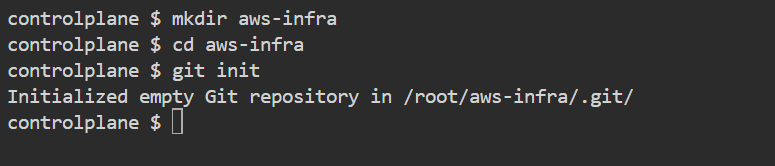 controlplane $ mkdir aws-infra
controlplane $ cd aws-infra
controlplane $ git init
Initialized empty Git repository in /root/aws-infra/.git/
controlplane $